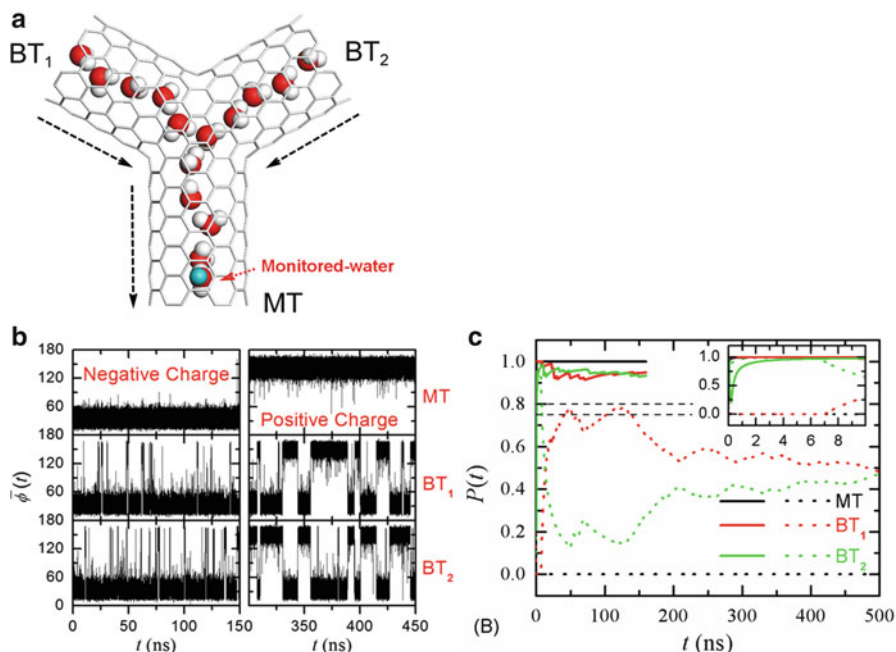 a
BT1
BT2
Monitored-water
MT
b
180
120
60
180
120
60
180
120
60
0
ϕ̄(t)
Negative Charge
Positive Charge
MT
BT1
BT2
0 50 100 150
350 400 450
t (ns)
c
1.0
0.8
0.6
0.4
0.2
0.0
P(t)
1.0
0.5
0.0
0 2 4 6 8 10
MT
BT1
BT2
0 100 200 300 400 500
t (ns)
(B)